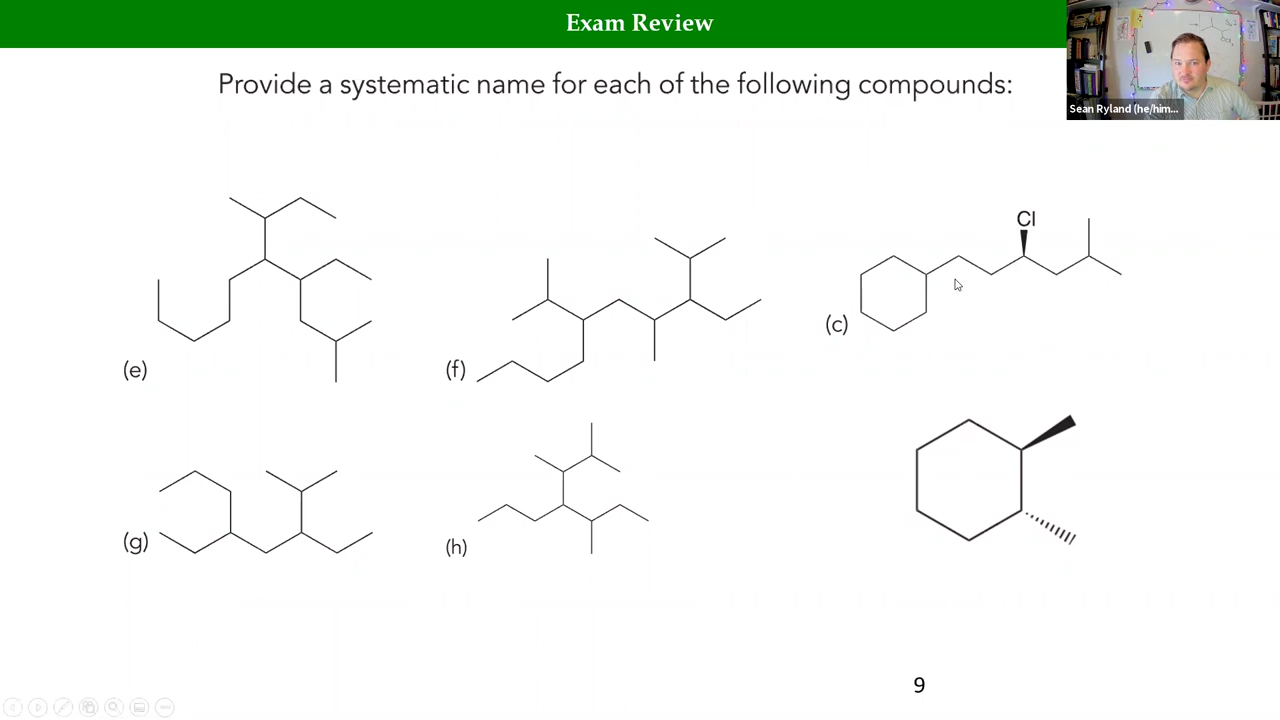 Exam Review
Provide a systematic name for each of the following compounds:
Sean Ryland (he/him...
Cl
(c)
(e)
(f)
(g)
(h)
9